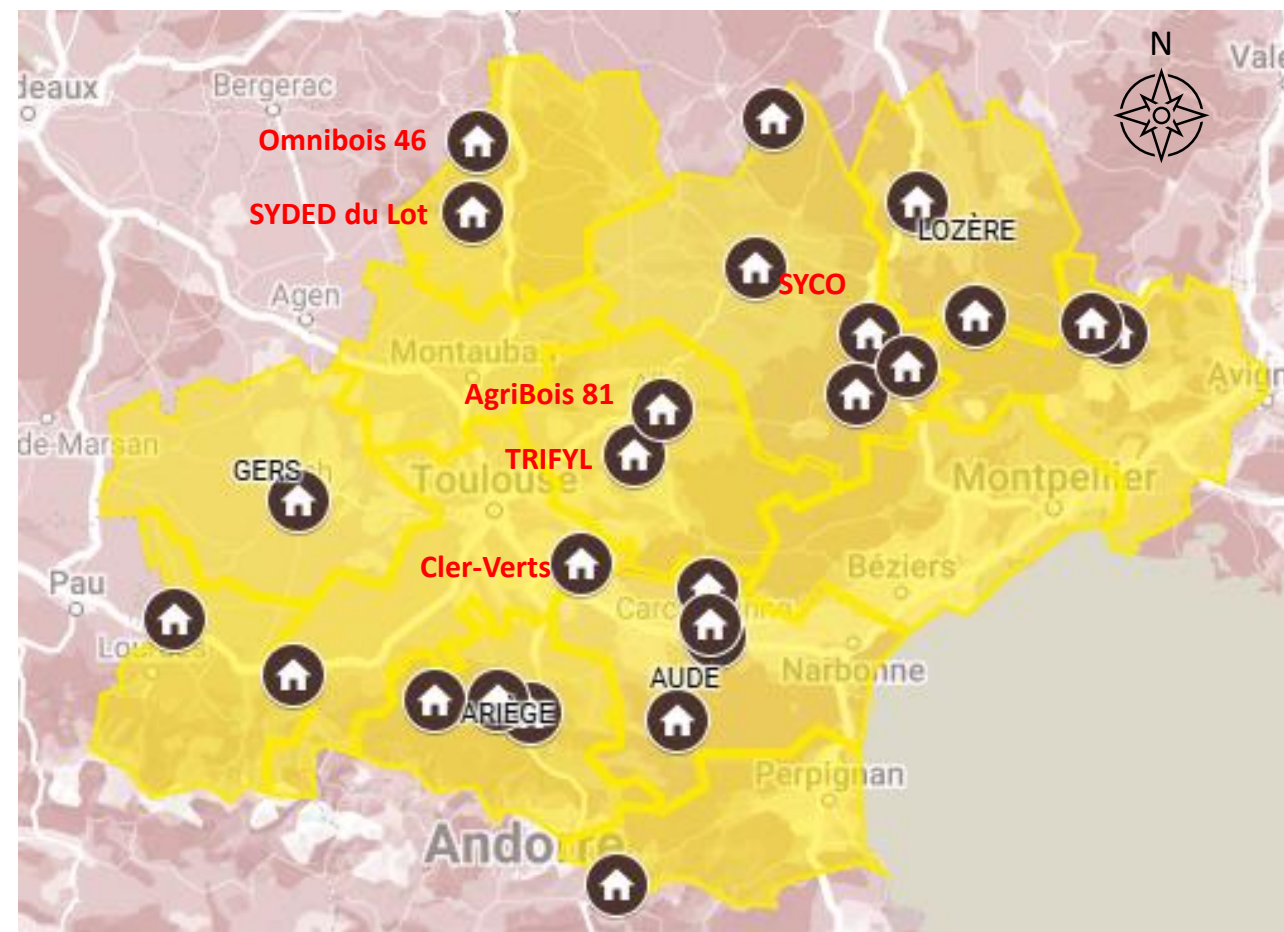 N
Vale
deaux
Bergerac
Omnibois 46
SYDED du Lot
LOZÈRE
SYCO
Agen
Montauba
Avign
AgriBois 81
de-Marsan
TRIFYL
GERS
Toulouse
Montpellier
Cler-Verts
Béziers
Pau
Carc
Narbonne
AUDE
ARIÈGE
Perpignan
Andorre